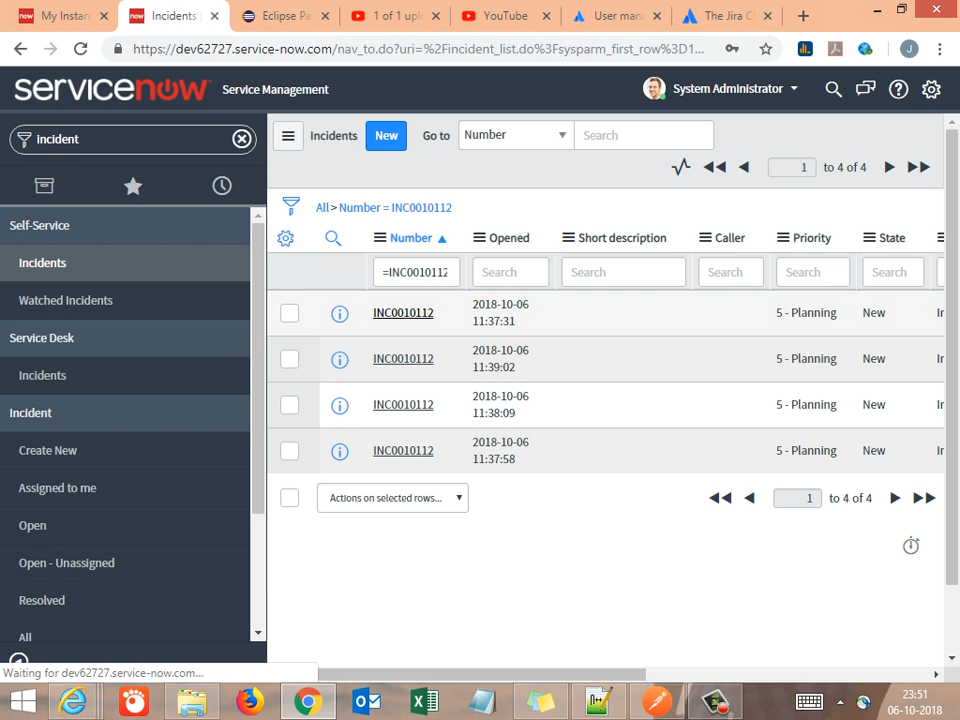 My Instan
Incidents
Eclipse Pa
1 of 1 upl
YouTube
User man
The Jira C
https://dev62727.service-now.com/nav_to.do?uri=%2Fincident_list.do%3Fsysparm_first_row%3D1...
J
servicenow Service Management
System Administrator
incident
Incidents New Go to Number Search
1 to 4 of 4
All > Number = INC0010112
Number Opened Short description Caller Priority State
=INC0010112 Search Search Search Search Search
INC0010112 2018-10-06 11:37:31 5 - Planning New In
INC0010112 2018-10-06 11:39:02 5 - Planning New In
INC0010112 2018-10-06 11:38:09 5 - Planning New In
INC0010112 2018-10-06 11:37:58 5 - Planning New In
Actions on selected rows...
1 to 4 of 4
Self-Service
Incidents
Watched Incidents
Service Desk
Incidents
Incident
Create New
Assigned to me
Open
Open - Unassigned
Resolved
All
Waiting for dev62727.service-now.com...
23:51
06-10-2018